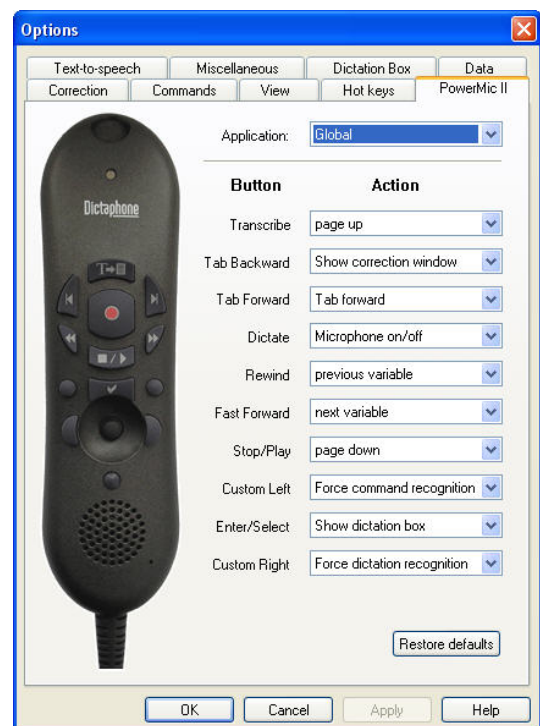 Options
Text-to-speech Miscellaneous Dictation Box Data
Correction Commands View Hot keys PowerMic II
Application: Global
Button Action
Dictaphone
Transcribe page up
Tab Backward Show correction window
T
Tab Forward Tab forward
Dictate Microphone on/off
Rewind previous variable
Fast Forward next variable
Stop/Play page down
Custom Left Force command recognition
Enter/Select Show dictation box
Custom Right Force dictation recognition
Restore defaults
OK Cancel Apply Help